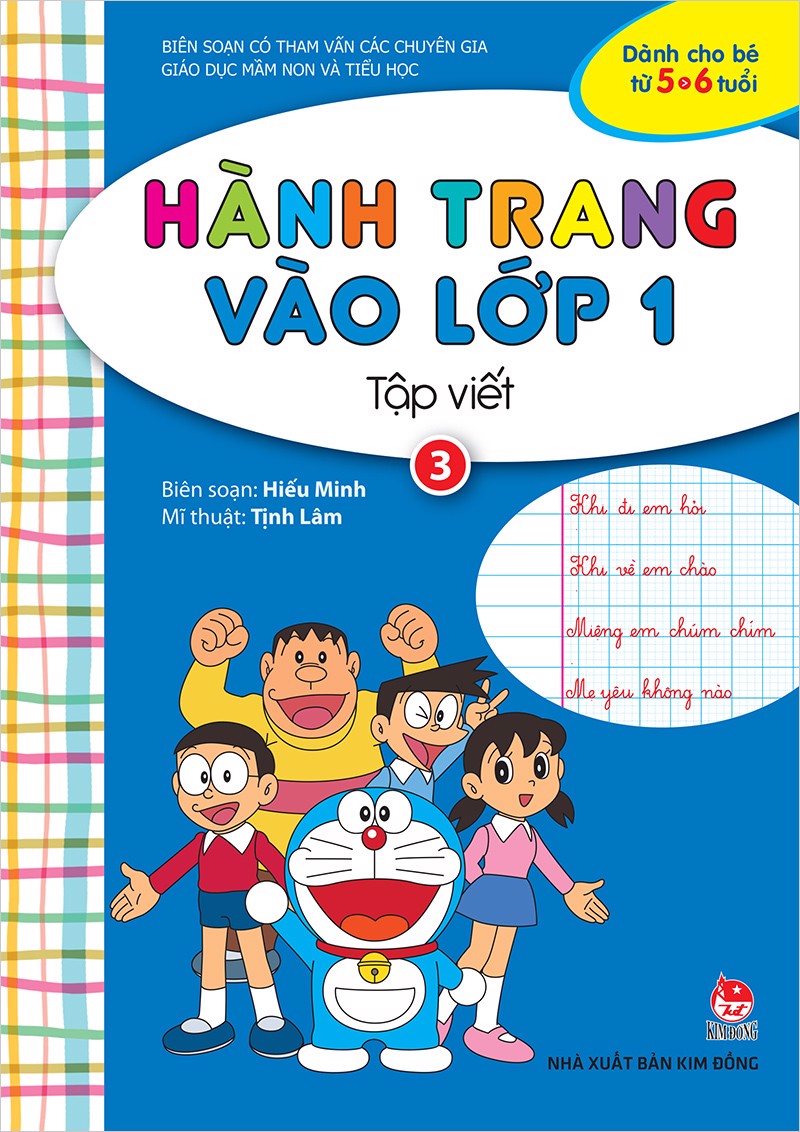 BIÊN SOẠN CÓ THAM VẤN CÁC CHUYÊN GIA
GIÁO DỤC MẦM NON VÀ TIỂU HỌC
Dành cho bé
từ 5 6 tuổi
HÀNH TRANG
VÀO LỚP 1
Tập viết
3
Biên soạn: Hiếu Minh
Mĩ thuật: Tịnh Lâm
Khi đi em hỏi
Khi về em chào
Miệng em chúm chím
Mẹ yêu không nào
Kđ
KIM ĐỒNG
NHÀ XUẤT BẢN KIM ĐỒNG